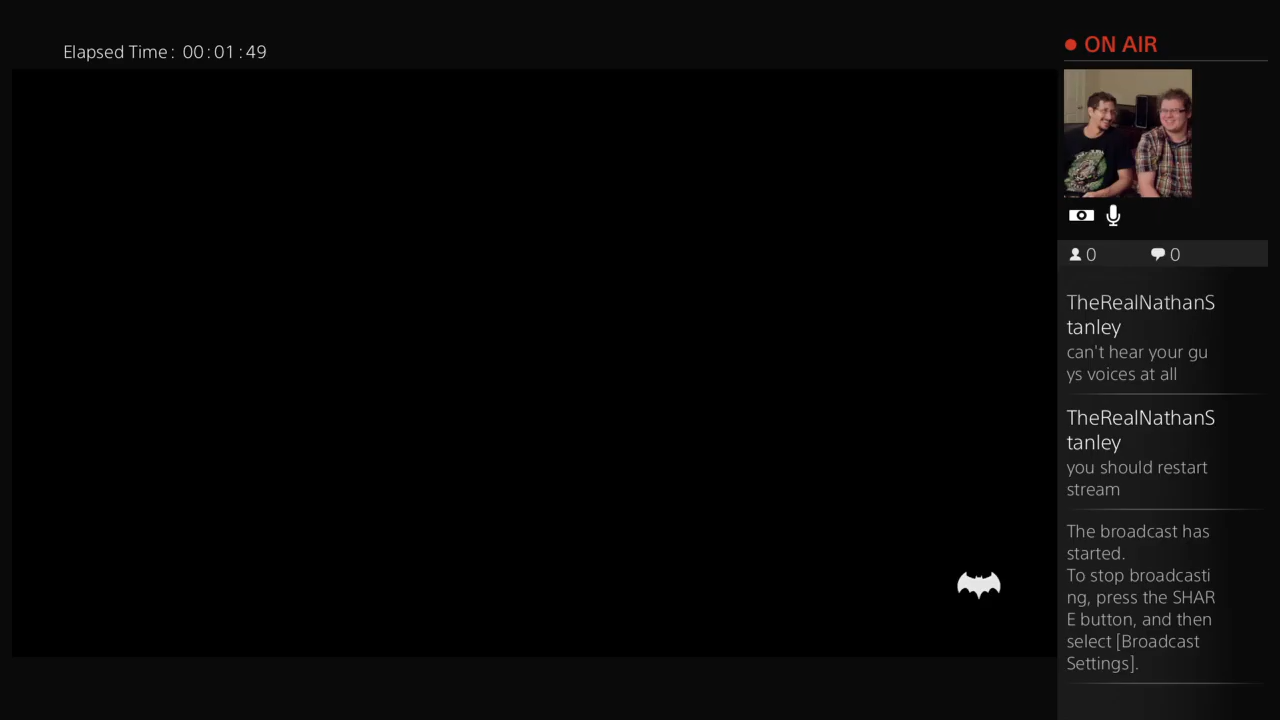 Elapsed Time: 00:01:49
ON AIR
0
0
TheRealNathanS
tanley
can't hear your gu
ys voices at all
TheRealNathanS
tanley
you should restart
stream
The broadcast has
started.
To stop broadcasti
ng, press the SHAR
E button, and then
select [Broadcast
Settings].